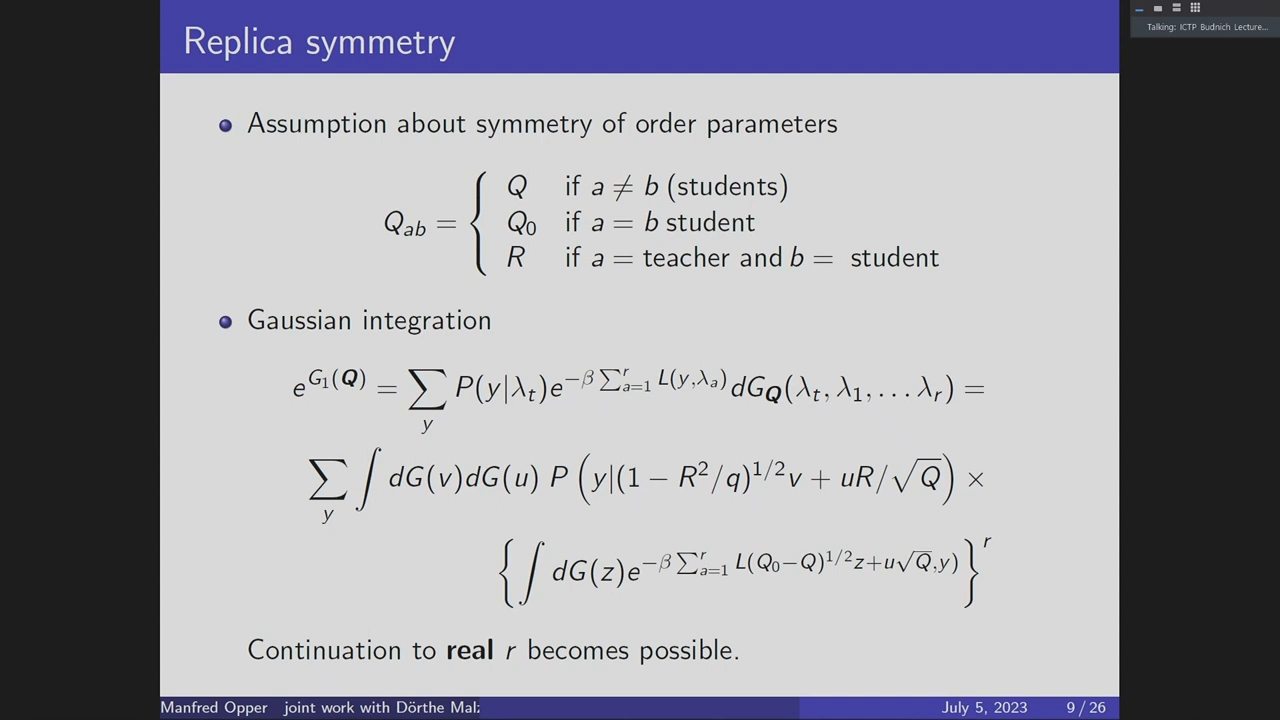 Talking: ICTP Budnich Lecture...
Replica symmetry
Assumption about symmetry of order parameters
Q if a ≠ b (students)
Q_{ab} = { Q_0 if a = b student
R if a = teacher and b = student
Gaussian integration
e^{G_1(Q)} = ∑_y P(y|λ_t)e^{−β ∑_{a=1}^r L(y,λ_a)} dG_Q(λ_t, λ_1, . . . λ_r) =
∑_y ∫ dG(v)dG(u) P (y|(1 − R^2/q)^{1/2}v + uR/√Q) ×
{∫ dG(z)e^{−β ∑_{a=1}^r L(Q_0−Q)^{1/2}z+u√Q,y)}}^r
Continuation to real r becomes possible.
Manfred Opper joint work with Dörthe Malz July 5, 2023 9 / 26